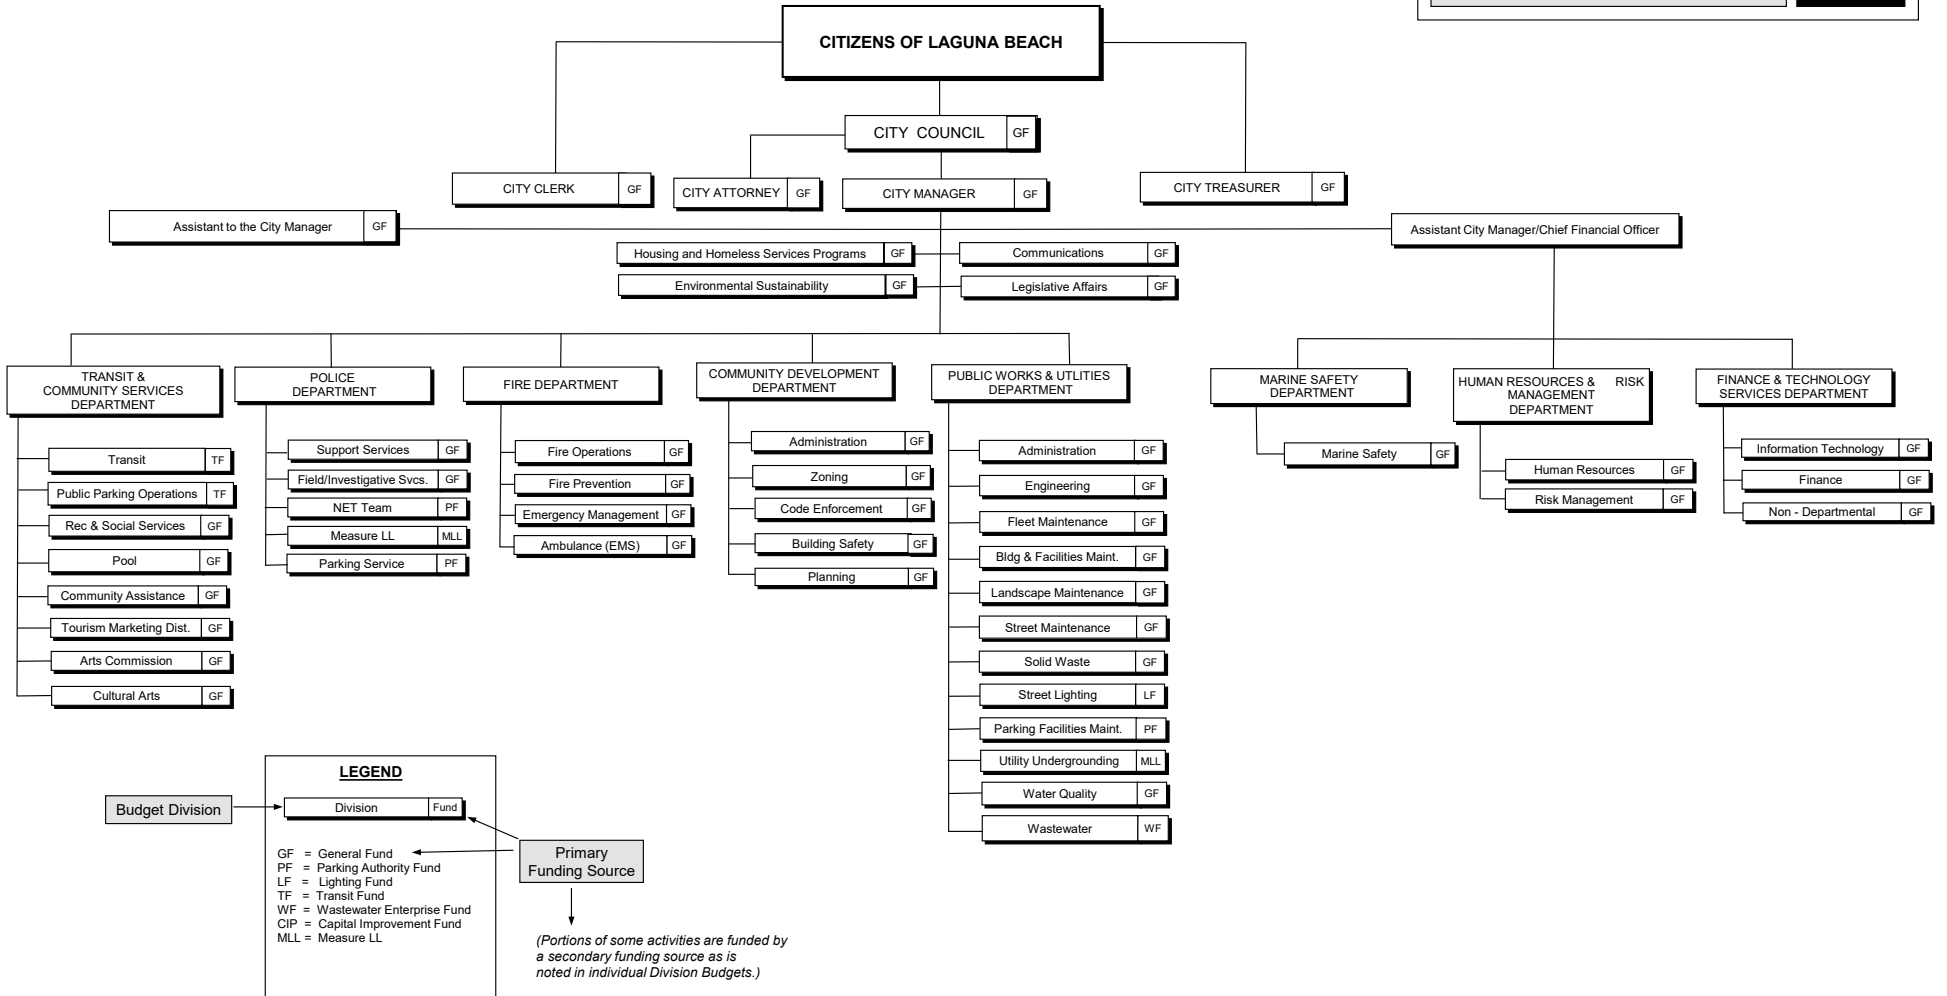 CITIZENS OF LAGUNA BEACH
CITY COUNCIL GF
CITY CLERK GF
CITY ATTORNEY GF
CITY MANAGER GF
CITY TREASURER GF
Assistant to the City Manager GF
Assistant City Manager/Chief Financial Officer
Housing and Homeless Services Programs GF
Communications GF
Environmental Sustainability GF
Legislative Affairs GF
TRANSIT &
COMMUNITY SERVICES
DEPARTMENT
Transit TF
Public Parking Operations TF
Rec & Social Services GF
Pool GF
Community Assistance GF
Tourism Marketing Dist. GF
Arts Commission GF
Cultural Arts GF
POLICE
DEPARTMENT
Support Services GF
Field/Investigative Svcs. GF
NET Team PF
Measure LL MLL
Parking Service PF
FIRE DEPARTMENT
Fire Operations GF
Fire Prevention GF
Emergency Management GF
Ambulance (EMS) GF
COMMUNITY DEVELOPMENT
DEPARTMENT
Administration GF
Zoning GF
Code Enforcement GF
Building Safety GF
Planning GF
PUBLIC WORKS & UTLITIES
DEPARTMENT
Administration GF
Engineering GF
Fleet Maintenance GF
Bldg & Facilities Maint. GF
Landscape Maintenance GF
Street Maintenance GF
Solid Waste GF
Street Lighting LF
Parking Facilities Maint. PF
Utility Undergrounding MLL
Water Quality GF
Wastewater WF
MARINE SAFETY
DEPARTMENT
Marine Safety GF
HUMAN RESOURCES & RISK
MANAGEMENT
DEPARTMENT
Human Resources GF
Risk Management GF
FINANCE & TECHNOLOGY
SERVICES DEPARTMENT
Information Technology GF
Finance GF
Non - Departmental GF
LEGEND
Budget Division
Division Fund
GF = General Fund
PF = Parking Authority Fund
LF = Lighting Fund
TF = Transit Fund
WF = Wastewater Enterprise Fund
CIP = Capital Improvement Fund
MLL = Measure LL
Primary
Funding Source
(Portions of some activities are funded by
a secondary funding source as is
noted in individual Division Budgets.)